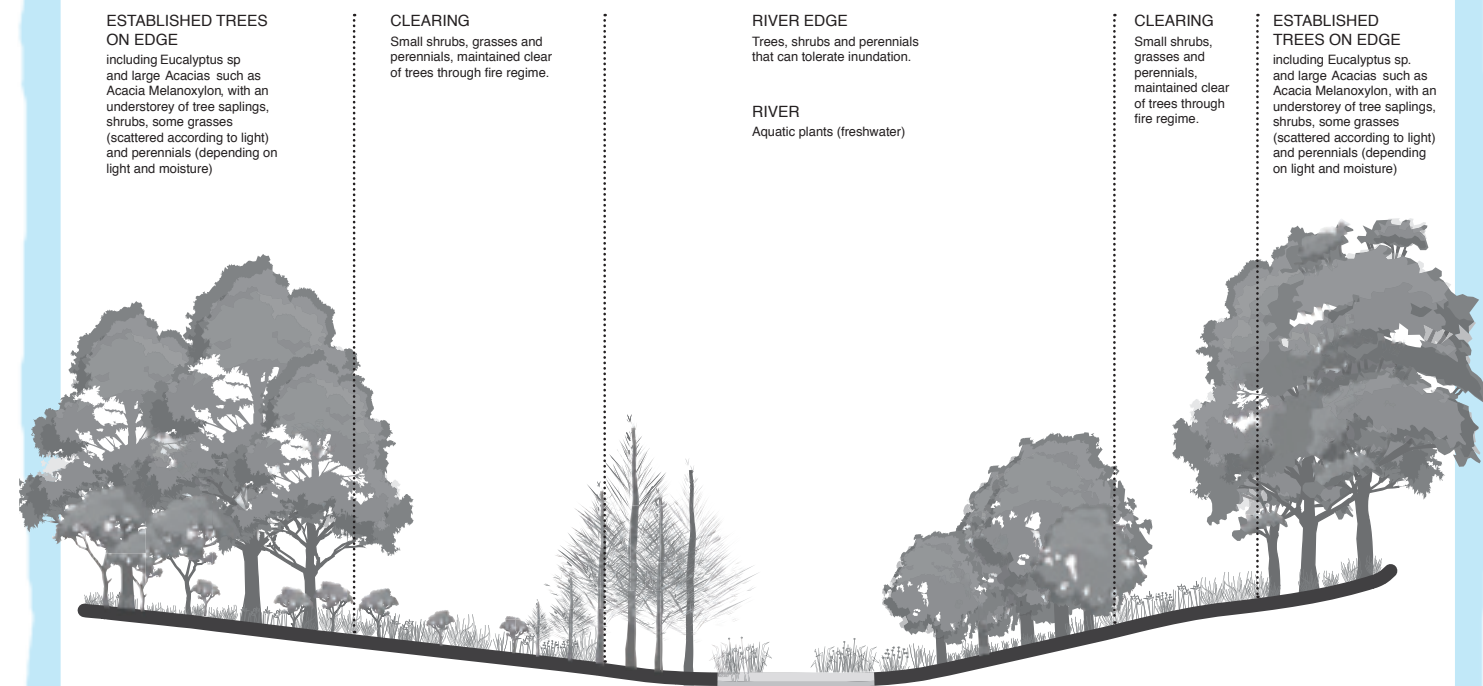 ESTABLISHED TREES
ON EDGE
including Eucalyptus sp
and large Acacias such as
Acacia Melanoxylon, with an
understorey of tree saplings,
shrubs, some grasses
(scattered according to light)
and perennials (depending on
light and moisture)
CLEARING
Small shrubs, grasses and
perennials, maintained clear
of trees through fire regime.
RIVER EDGE
Trees, shrubs and perennials
that can tolerate inundation.
RIVER
Aquatic plants (freshwater)
CLEARING
Small shrubs,
grasses and
perennials,
maintained clear
of trees through
fire regime.
ESTABLISHED
TREES ON EDGE
including Eucalyptus sp.
and large Acacias such as
Acacia Melanoxylon, with an
understorey of tree saplings,
shrubs, some grasses
(scattered according to light)
and perennials (depending
on light and moisture)